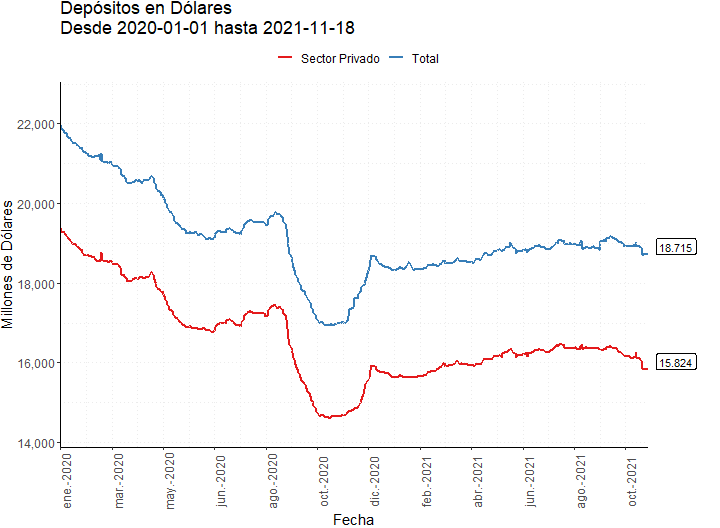 Depósitos en Dólares
Desde 2020-01-01 hasta 2021-11-18
Sector Privado
Total
Millones de Dólares
22,000
20,000
18,000
16,000
14,000
18.715
15.824
ene.-2020
mar.-2020
may.-2020
jun.-2020
ago.-2020
oct.-2020
dic.-2020
feb.-2021
abr.-2021
jun.-2021
ago.-2021
oct.-2021
Fecha